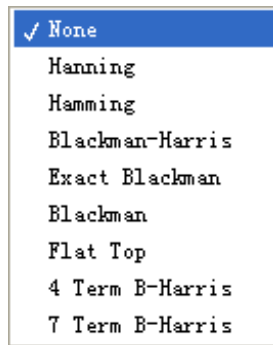 None
Hanning
Hamming
Blackman-Harris
Exact Blackman
Blackman
Flat Top
4 Term B-Harris
7 Term B-Harris